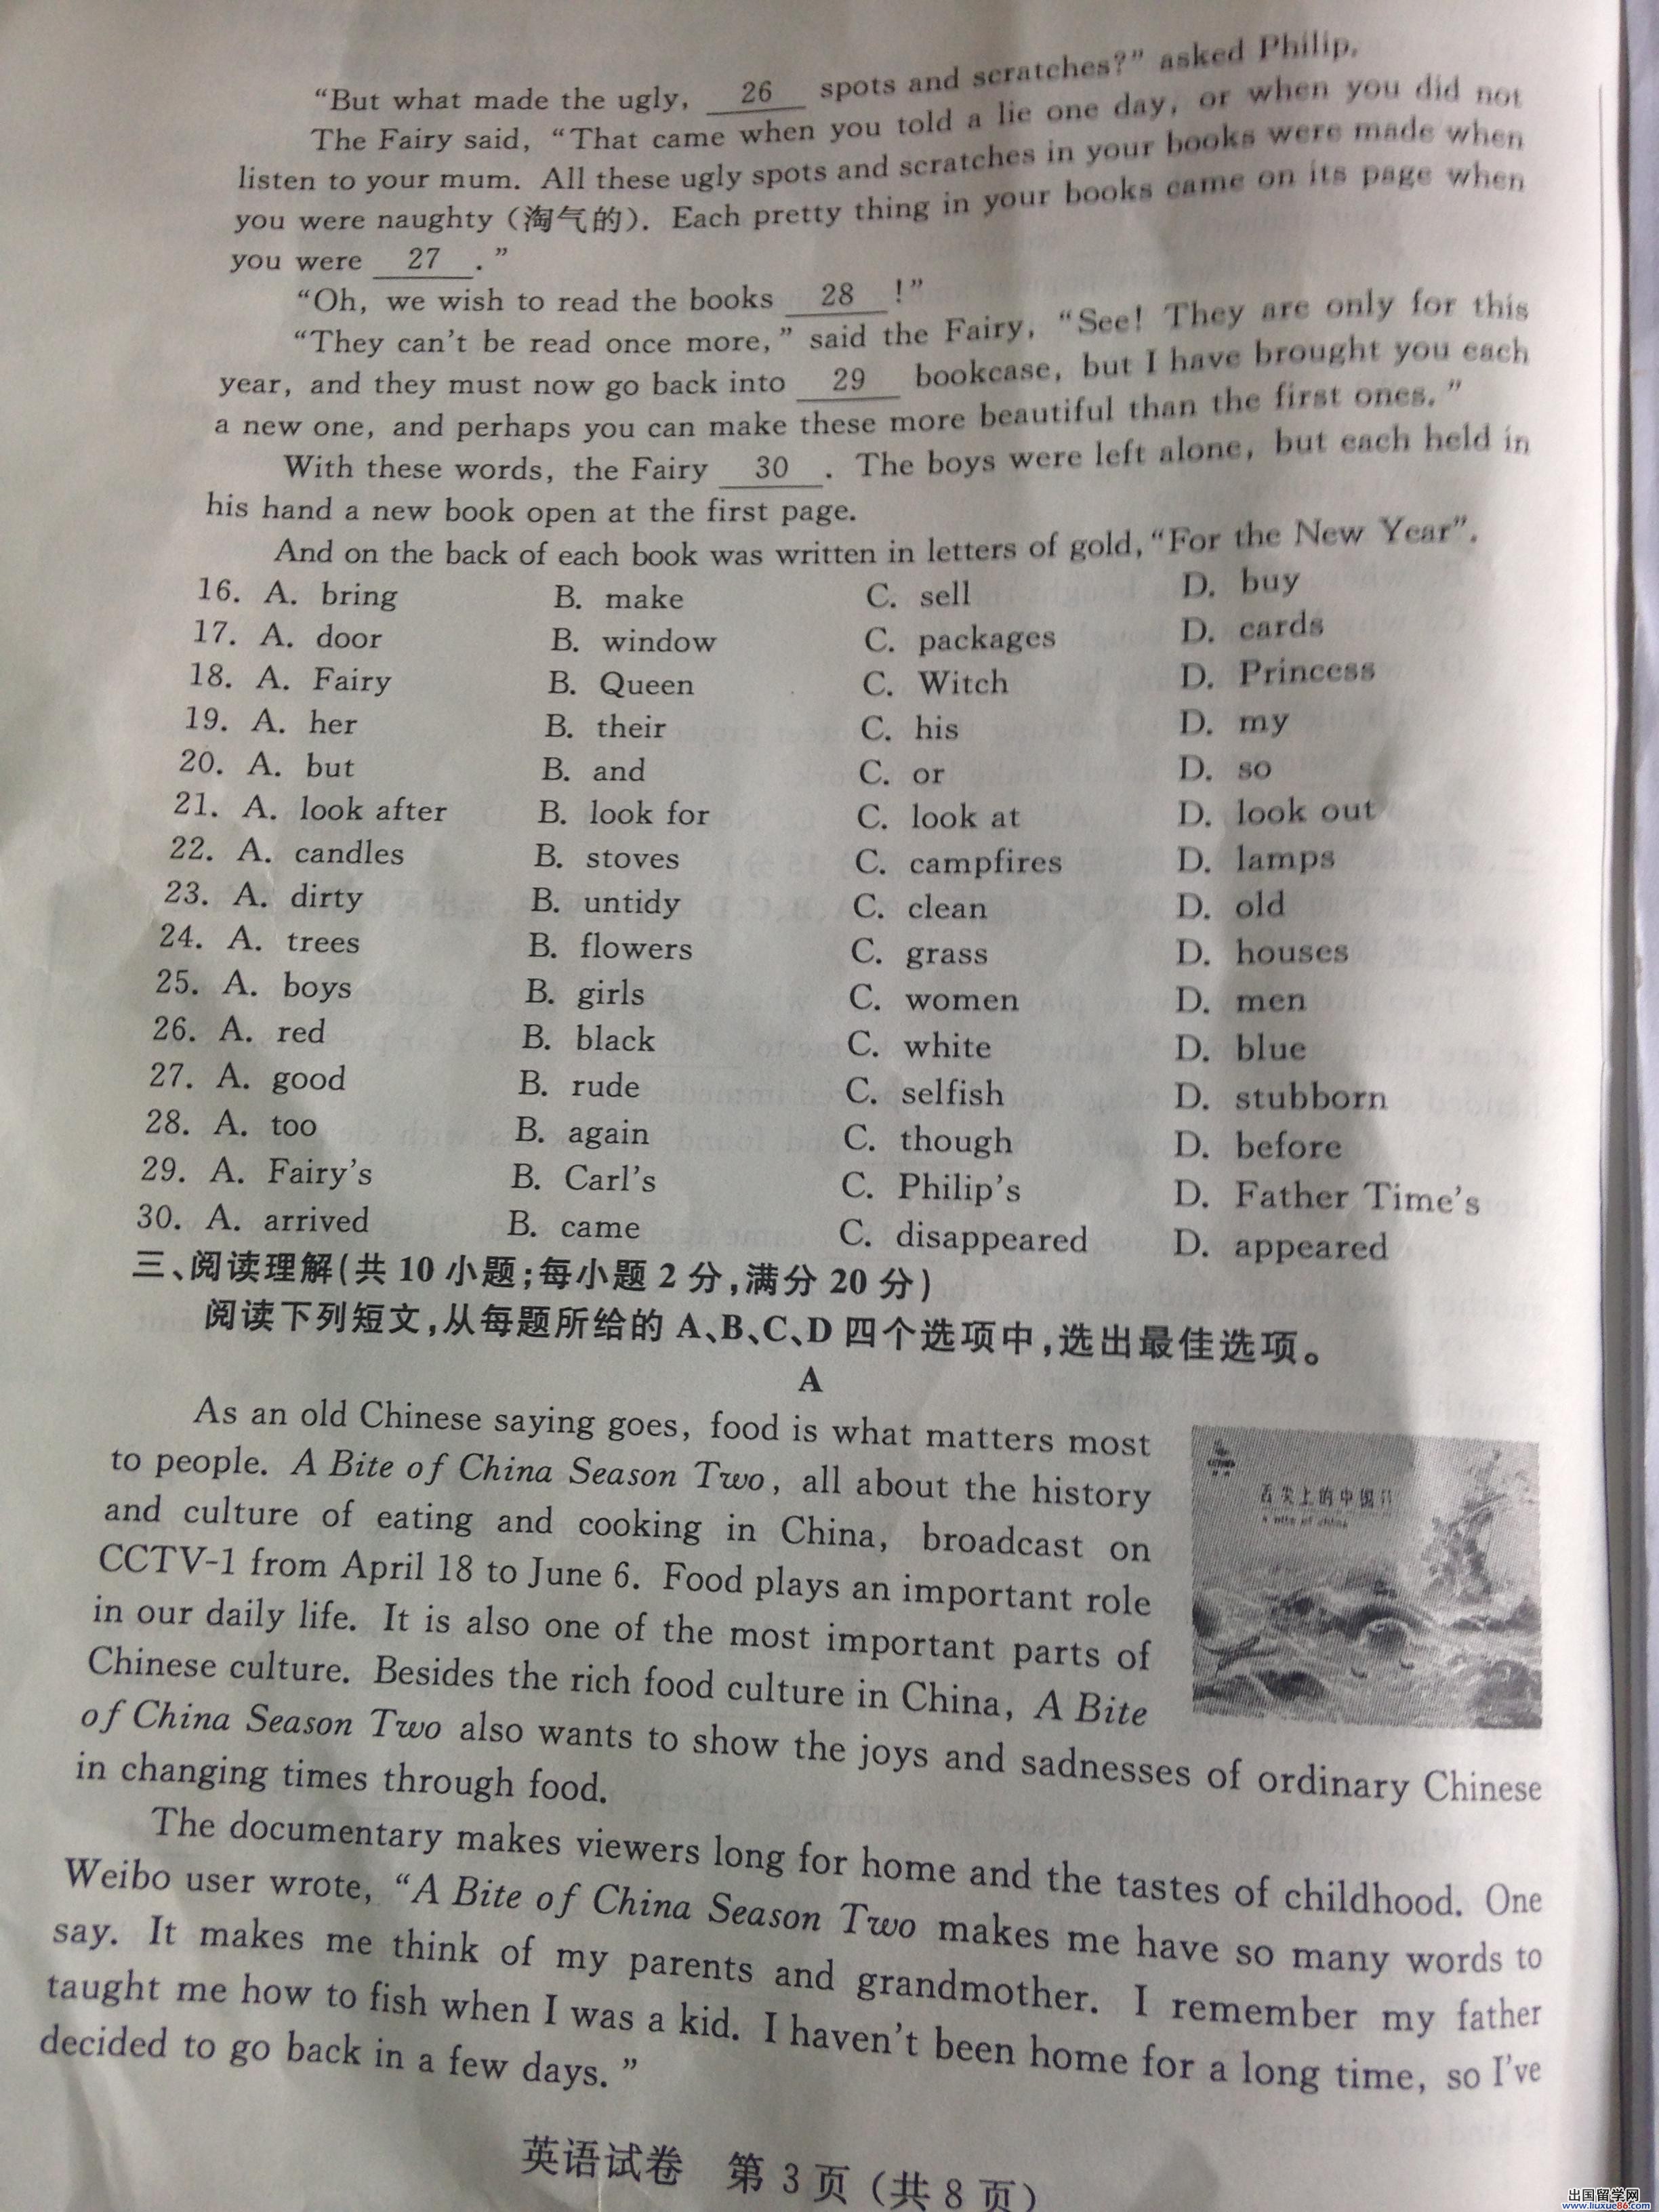 “But what made the ugly, 26 spots and scratches?” asked Philip.
The Fairy said, “That came when you told a lie one day, or when you did not
listen to your mum. All these ugly spots and scratches in your books were made when
you were naughty (淘气的). Each pretty thing in your books came on its page when
you were 27 .”
“Oh, we wish to read the books 28 !”
“They can’t be read once more,” said the Fairy, “See! They are only for this
year, and they must now go back into 29 bookcase, but I have brought you each
a new one, and perhaps you can make these more beautiful than the first ones.”
With these words, the Fairy 30 . The boys were left alone, but each held in
his hand a new book open at the first page.
And on the back of each book was written in letters of gold, “For the New Year”.
16. A. bring B. make C. sell D. buy
17. A. door B. window C. packages D. cards
18. A. Fairy B. Queen C. Witch D. Princess
19. A. her B. their C. his D. my
20. A. but B. and C. or D. so
21. A. look after B. look for C. look at D. look out
22. A. candles B. stoves C. campfires D. lamps
23. A. dirty B. untidy C. clean D. old
24. A. trees B. flowers C. grass D. houses
25. A. boys B. girls C. women D. men
26. A. red B. black C. white D. blue
27. A. good B. rude C. selfish D. stubborn
28. A. too B. again C. though D. before
29. A. Fairy’s B. Carl’s C. Philip’s D. Father Time’s
30. A. arrived B. came C. disappeared D. appeared
三、阅读理解(共 10 小题;每小题 2 分,满分 20 分)
阅读下列短文,从每题所给的 A、B、C、D 四个选项中,选出最佳选项。
A
As an old Chinese saying goes, food is what matters most
to people. A Bite of China Season Two, all about the history
and culture of eating and cooking in China, broadcast on
CCTV-1 from April 18 to June 6. Food plays an important role
in our daily life. It is also one of the most important parts of
Chinese culture. Besides the rich food culture in China, A Bite
of China Season Two also wants to show the joys and sadnesses of ordinary Chinese
in changing times through food.
舌尖上的中国II
a bite of china
The documentary makes viewers long for home and the tastes of childhood. One
Weibo user wrote, “A Bite of China Season Two makes me have so many words to
say. It makes me think of my parents and grandmother. I remember my father
taught me how to fish when I was a kid. I haven’t been home for a long time, so I’ve
decided to go back in a few days.”
英语试卷 第 3 页 (共 8 页)
出国留学网
www.liuxue86.com